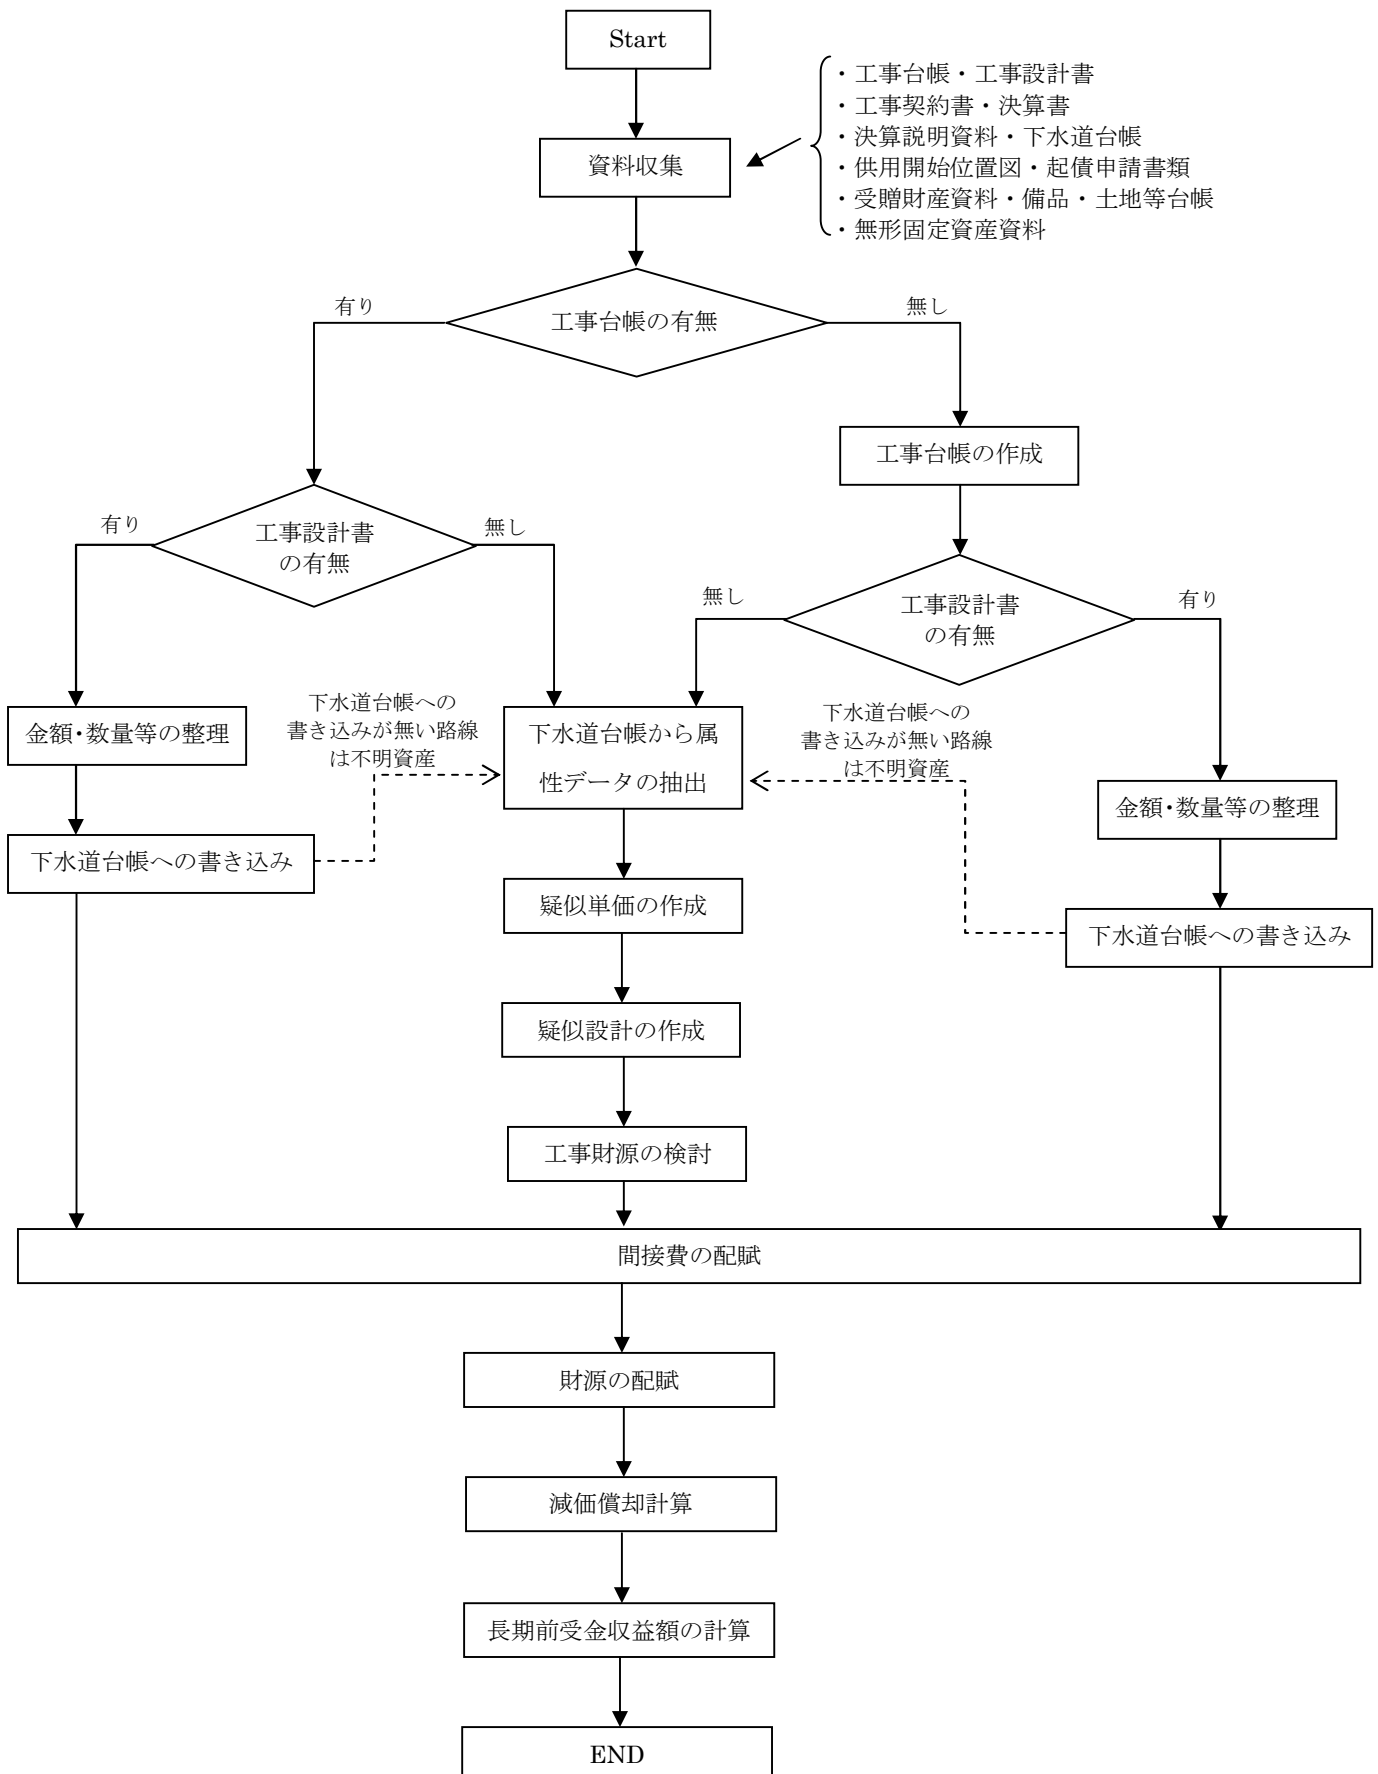 Start
・工事台帳・工事設計書
・工事契約書・決算書
・決算説明資料・下水道台帳
・供用開始位置図・起債申請書類
・受贈財産資料・備品・土地等台帳
・無形固定資産資料
資料収集
有り
工事台帳の有無
無し
工事台帳の作成
有り
工事設計書
の有無
無し
無し
工事設計書
の有無
有り
下水道台帳への
書き込みが無い路線
は不明資産
下水道台帳への
書き込みが無い路線
は不明資産
金額・数量等の整理
下水道台帳から属
性データの抽出
金額・数量等の整理
下水道台帳への書き込み
疑似単価の作成
下水道台帳への書き込み
疑似設計の作成
工事財源の検討
間接費の配賦
財源の配賦
減価償却計算
長期前受金収益額の計算
END